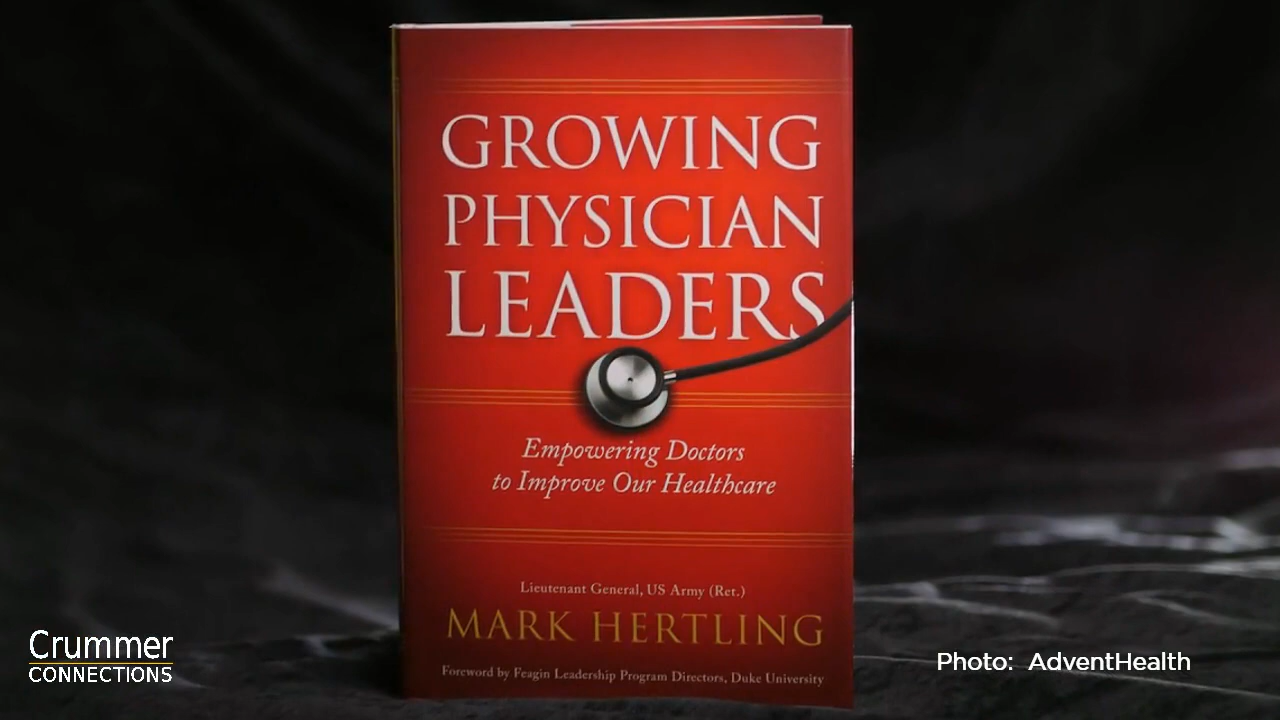 GROWING
PHYSICIAN
LEADERS
Empowering Doctors
to Improve Our Healthcare
Lieutenant General, US Army (Ret.)
MARK HERTLING
Foreword by Feagin Leadership Program Directors, Duke University
Crummer
CONNECTIONS
Photo: AdventHealth